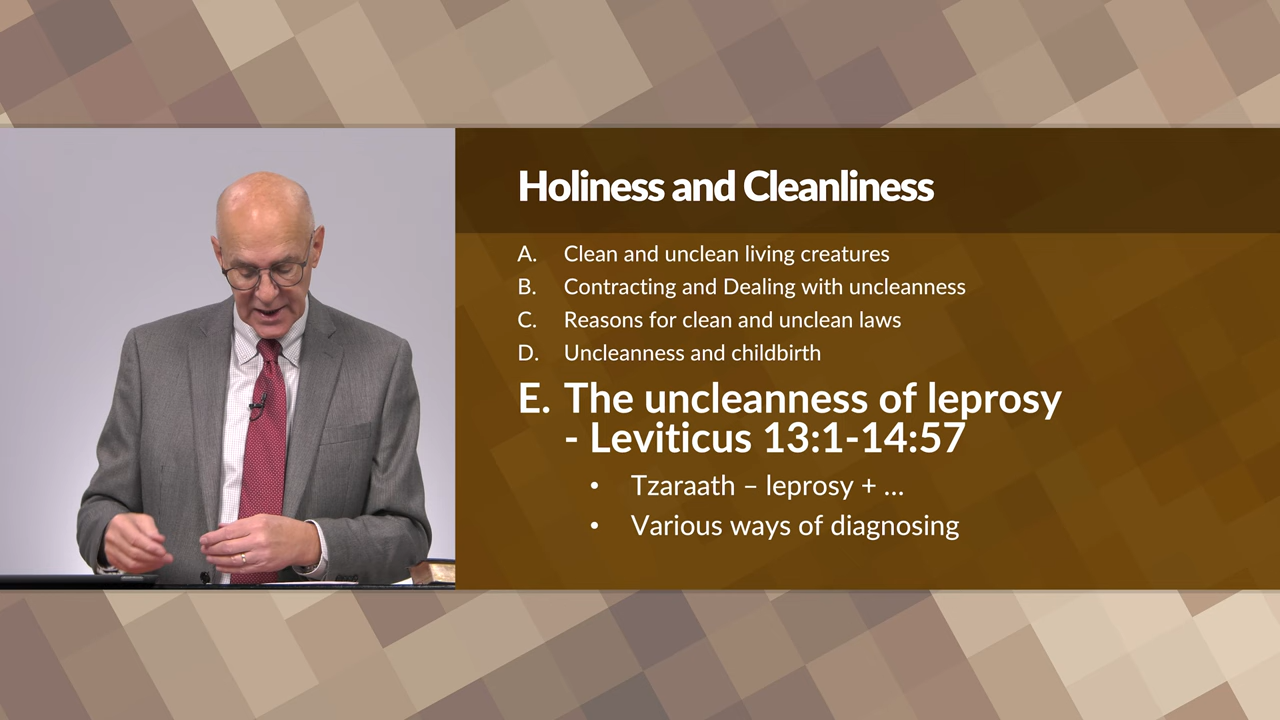 Holiness and Cleanliness
A. Clean and unclean living creatures
B. Contracting and Dealing with uncleanness
C. Reasons for clean and unclean laws
D. Uncleanness and childbirth
E. The uncleanness of leprosy
- Leviticus 13:1-14:57
• Tzaraath – leprosy + ...
• Various ways of diagnosing